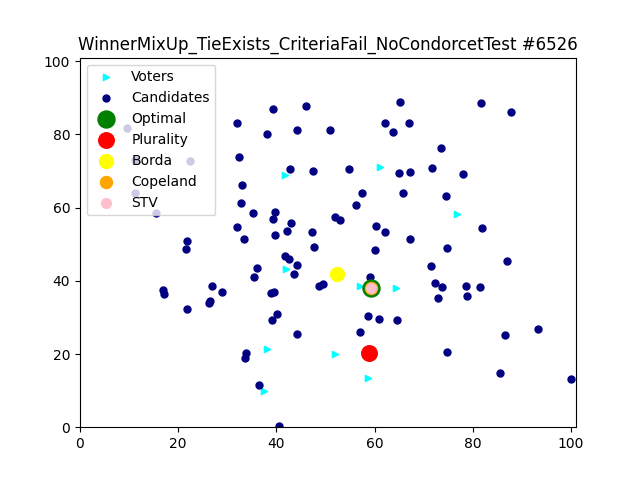 WinnerMixUp_TieExists_CriteriaFail_NoCondorcetTest #6526
100
80
60
40
20
0
Voters
Candidates
Optimal
Plurality
Borda
Copeland
STV
0 20 40 60 80 100